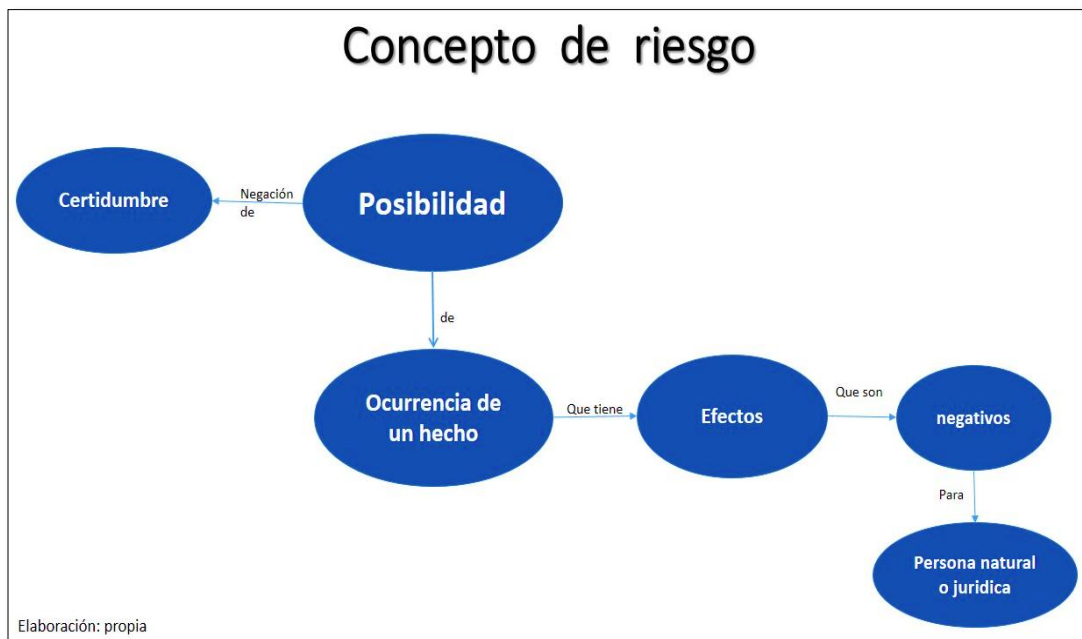 Concepto de riesgo
Certidumbre
Negación
de
Posibilidad
de
Ocurrencia de
un hecho
Que tiene
Efectos
Que son
negativos
Para
Persona natural
o juridica
Elaboración: propia